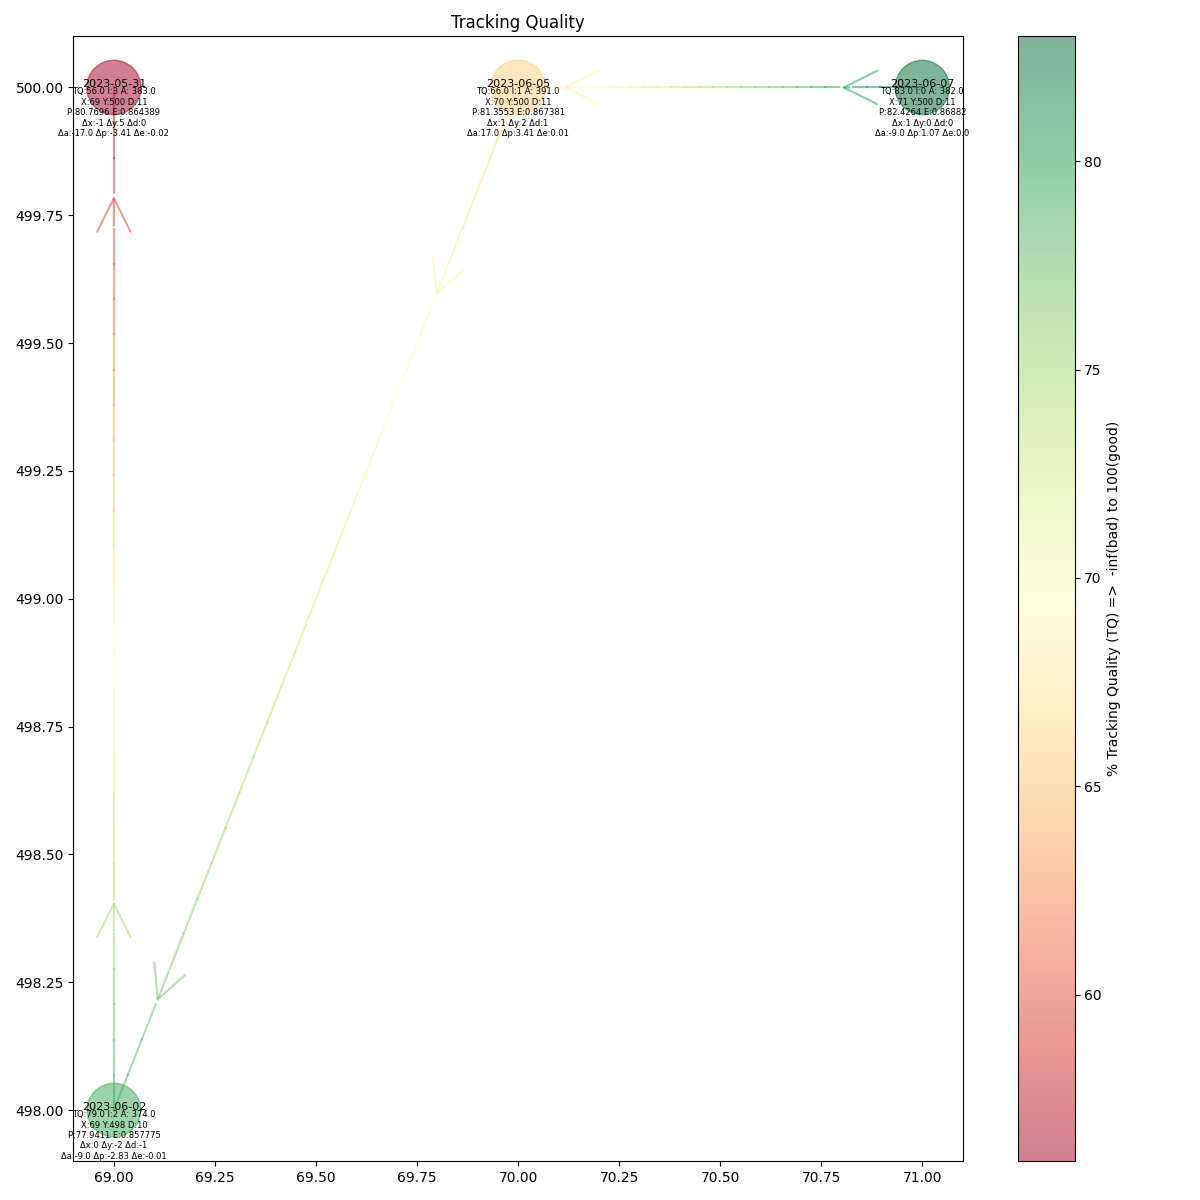 Tracking Quality
2023-05-31
TQ:56.0 I:3 A: 383.0
X:69 Y:500 D:11
P:80.7696 E:0.864389
Δx:-1 Δy:5 Δd:0
Δa:-17.0 Δp:-3.41 Δe:-0.02
2023-06-05
TQ:66.0 I:1 A: 391.0
X:70 Y:500 D:11
P:81.3553 E:0.867381
Δx:1 Δy:2 Δd:1
Δa:17.0 Δp:3.41 Δe:0.01
2023-06-07
TQ:83.0 I:0 A: 382.0
X:71 Y:500 D:11
P:82.4264 E:0.86882
Δx:1 Δy:0 Δd:0
Δa:-9.0 Δp:1.07 Δe:0.0
2023-06-02
TQ:79.0 I:2 A: 374.0
X:69 Y:498 D:10
P:77.9411 E:0.857775
Δx:0 Δy:-2 Δd:-1
Δa:-9.0 Δp:-2.83 Δe:-0.01
500.00
499.75
499.50
499.25
499.00
498.75
498.50
498.25
498.00
69.00
69.25
69.50
69.75
70.00
70.25
70.50
70.75
71.00
80
75
70
65
60
% Tracking Quality (TQ) => -inf(bad) to 100(good)